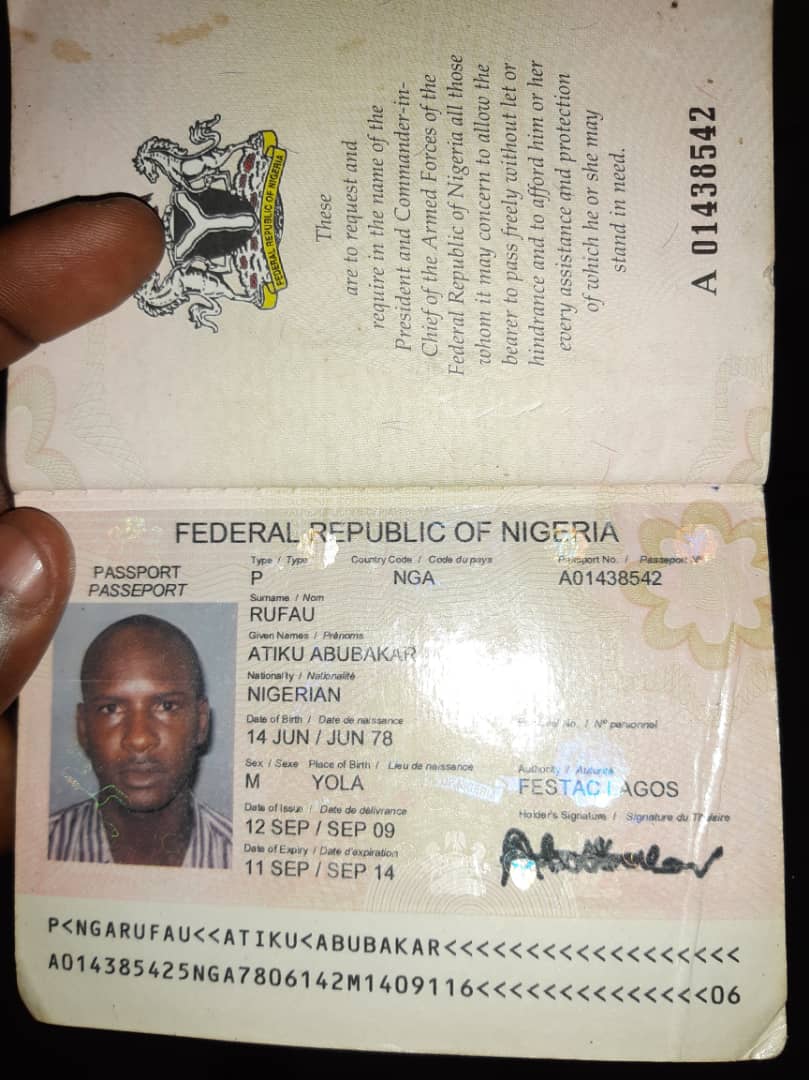 FEDERAL REPUBLIC OF NIGERIA
These
are to request and
require in the name of the
President and Commander-in-
Chief of the Armed Forces of the
Federal Republic of Nigeria all those
whom it may concern to allow the
bearer to pass freely without let or
hindrance and to afford him or her
every assistance and protection
of which he or she may
stand in need.
A 01438542
FEDERAL REPUBLIC OF NIGERIA
PASSPORT
PASSEPORT
Type / Type Country Code / Code du pays Passport No. / Passeport N°
P NGA A01438542
Surname / Nom
RUFAU
Given Names / Prénoms
ATIKU ABUBAKAR
Nationality / Nationalité
NIGERIAN
Date of Birth / Date de naissance No. / N° personnel
14 JUN / JUN 78
Sex / Sexe Place of Birth / Lieu de naissance Authority / Autorité
M YOLA FESTAC LAGOS
Date of Issue / Date de délivrance Holder's Signature / Signature du Titulaire
12 SEP / SEP 09
Date of Expiry / Date d'expiration
11 SEP / SEP 14
P<NGARUFAU<<ATIKU<ABUBAKAR<<<<<<<<<<<<<<<<<<
A014385425NGA7806142M1409116<<<<<<<<<<<<<<06